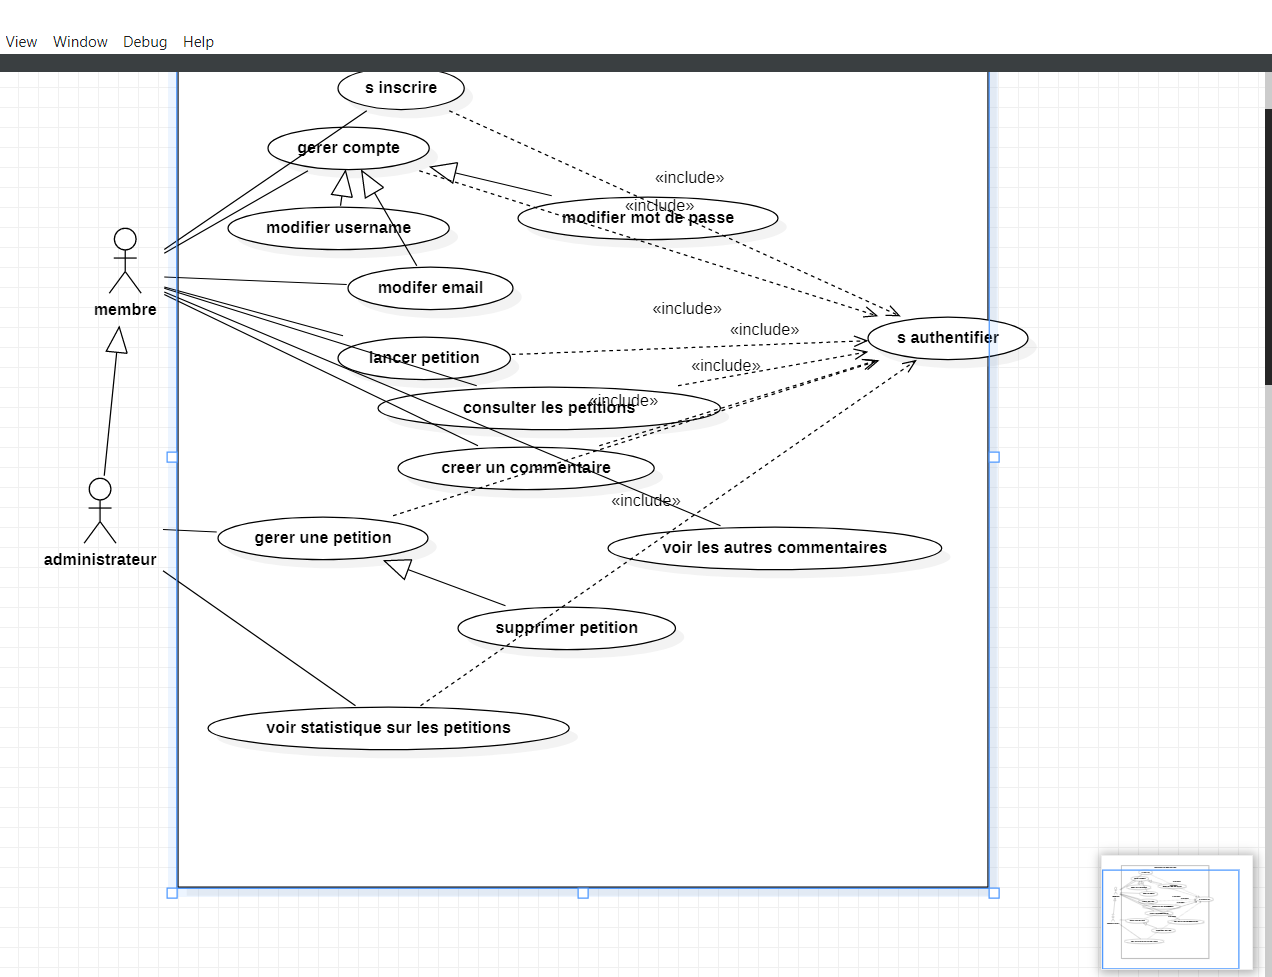 View Window Debug Help
s inscrire
gerer compte
«include»
«include»
modifier mot de passe
modifier username
modifer email
membre
«include»
«include»
s authentifier
lancer petition
«include»
«include»
consulter les petitions
creer un commentaire
«include»
gerer une petition
voir les autres commentaires
administrateur
supprimer petition
voir statistique sur les petitions